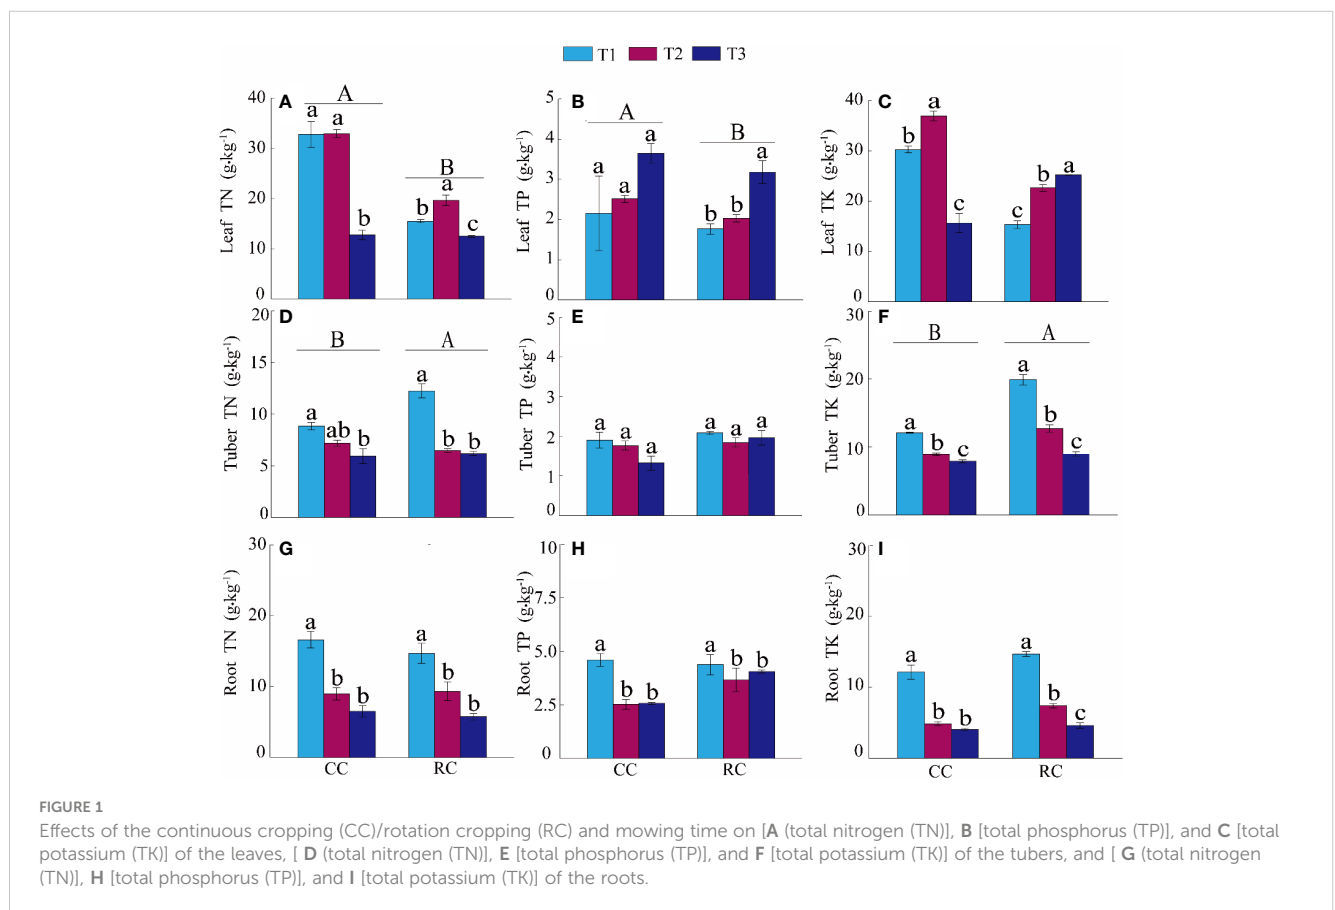 T1 T2 T3
A
Leaf TN (g·kg⁻¹)
40
30
20
10
0
A
a a b
B
b a c
B
Leaf TP (g·kg⁻¹)
5
4
3
2
1
0
A
a a a
B
b b a
C
Leaf TK (g·kg⁻¹)
40
30
20
10
0
b a c
c b a
D
Tuber TN (g·kg⁻¹)
20
15
10
5
0
B
a ab b
A
a b b
E
Tuber TP (g·kg⁻¹)
5
4
3
2
1
0
a a a
a a a
F
Tuber TK (g·kg⁻¹)
30
20
10
0
B
a b c
A
a b c
G
Root TN (g·kg⁻¹)
30
20
10
0
a b b
a b b
CC RC
H
Root TP (g·kg⁻¹)
10
7.5
5.0
2.5
0
a b b
a b b
CC RC
I
Root TK (g·kg⁻¹)
30
20
10
0
a b b
a b c
CC RC
FIGURE 1
Effects of the continuous cropping (CC)/rotation cropping (RC) and mowing time on [A (total nitrogen (TN)], B [total phosphorus (TP)], and C [total
potassium (TK)] of the leaves, [ D (total nitrogen (TN)], E [total phosphorus (TP)], and F [total potassium (TK)] of the tubers, and [ G (total nitrogen
(TN)], H [total phosphorus (TP)], and I [total potassium (TK)] of the roots.